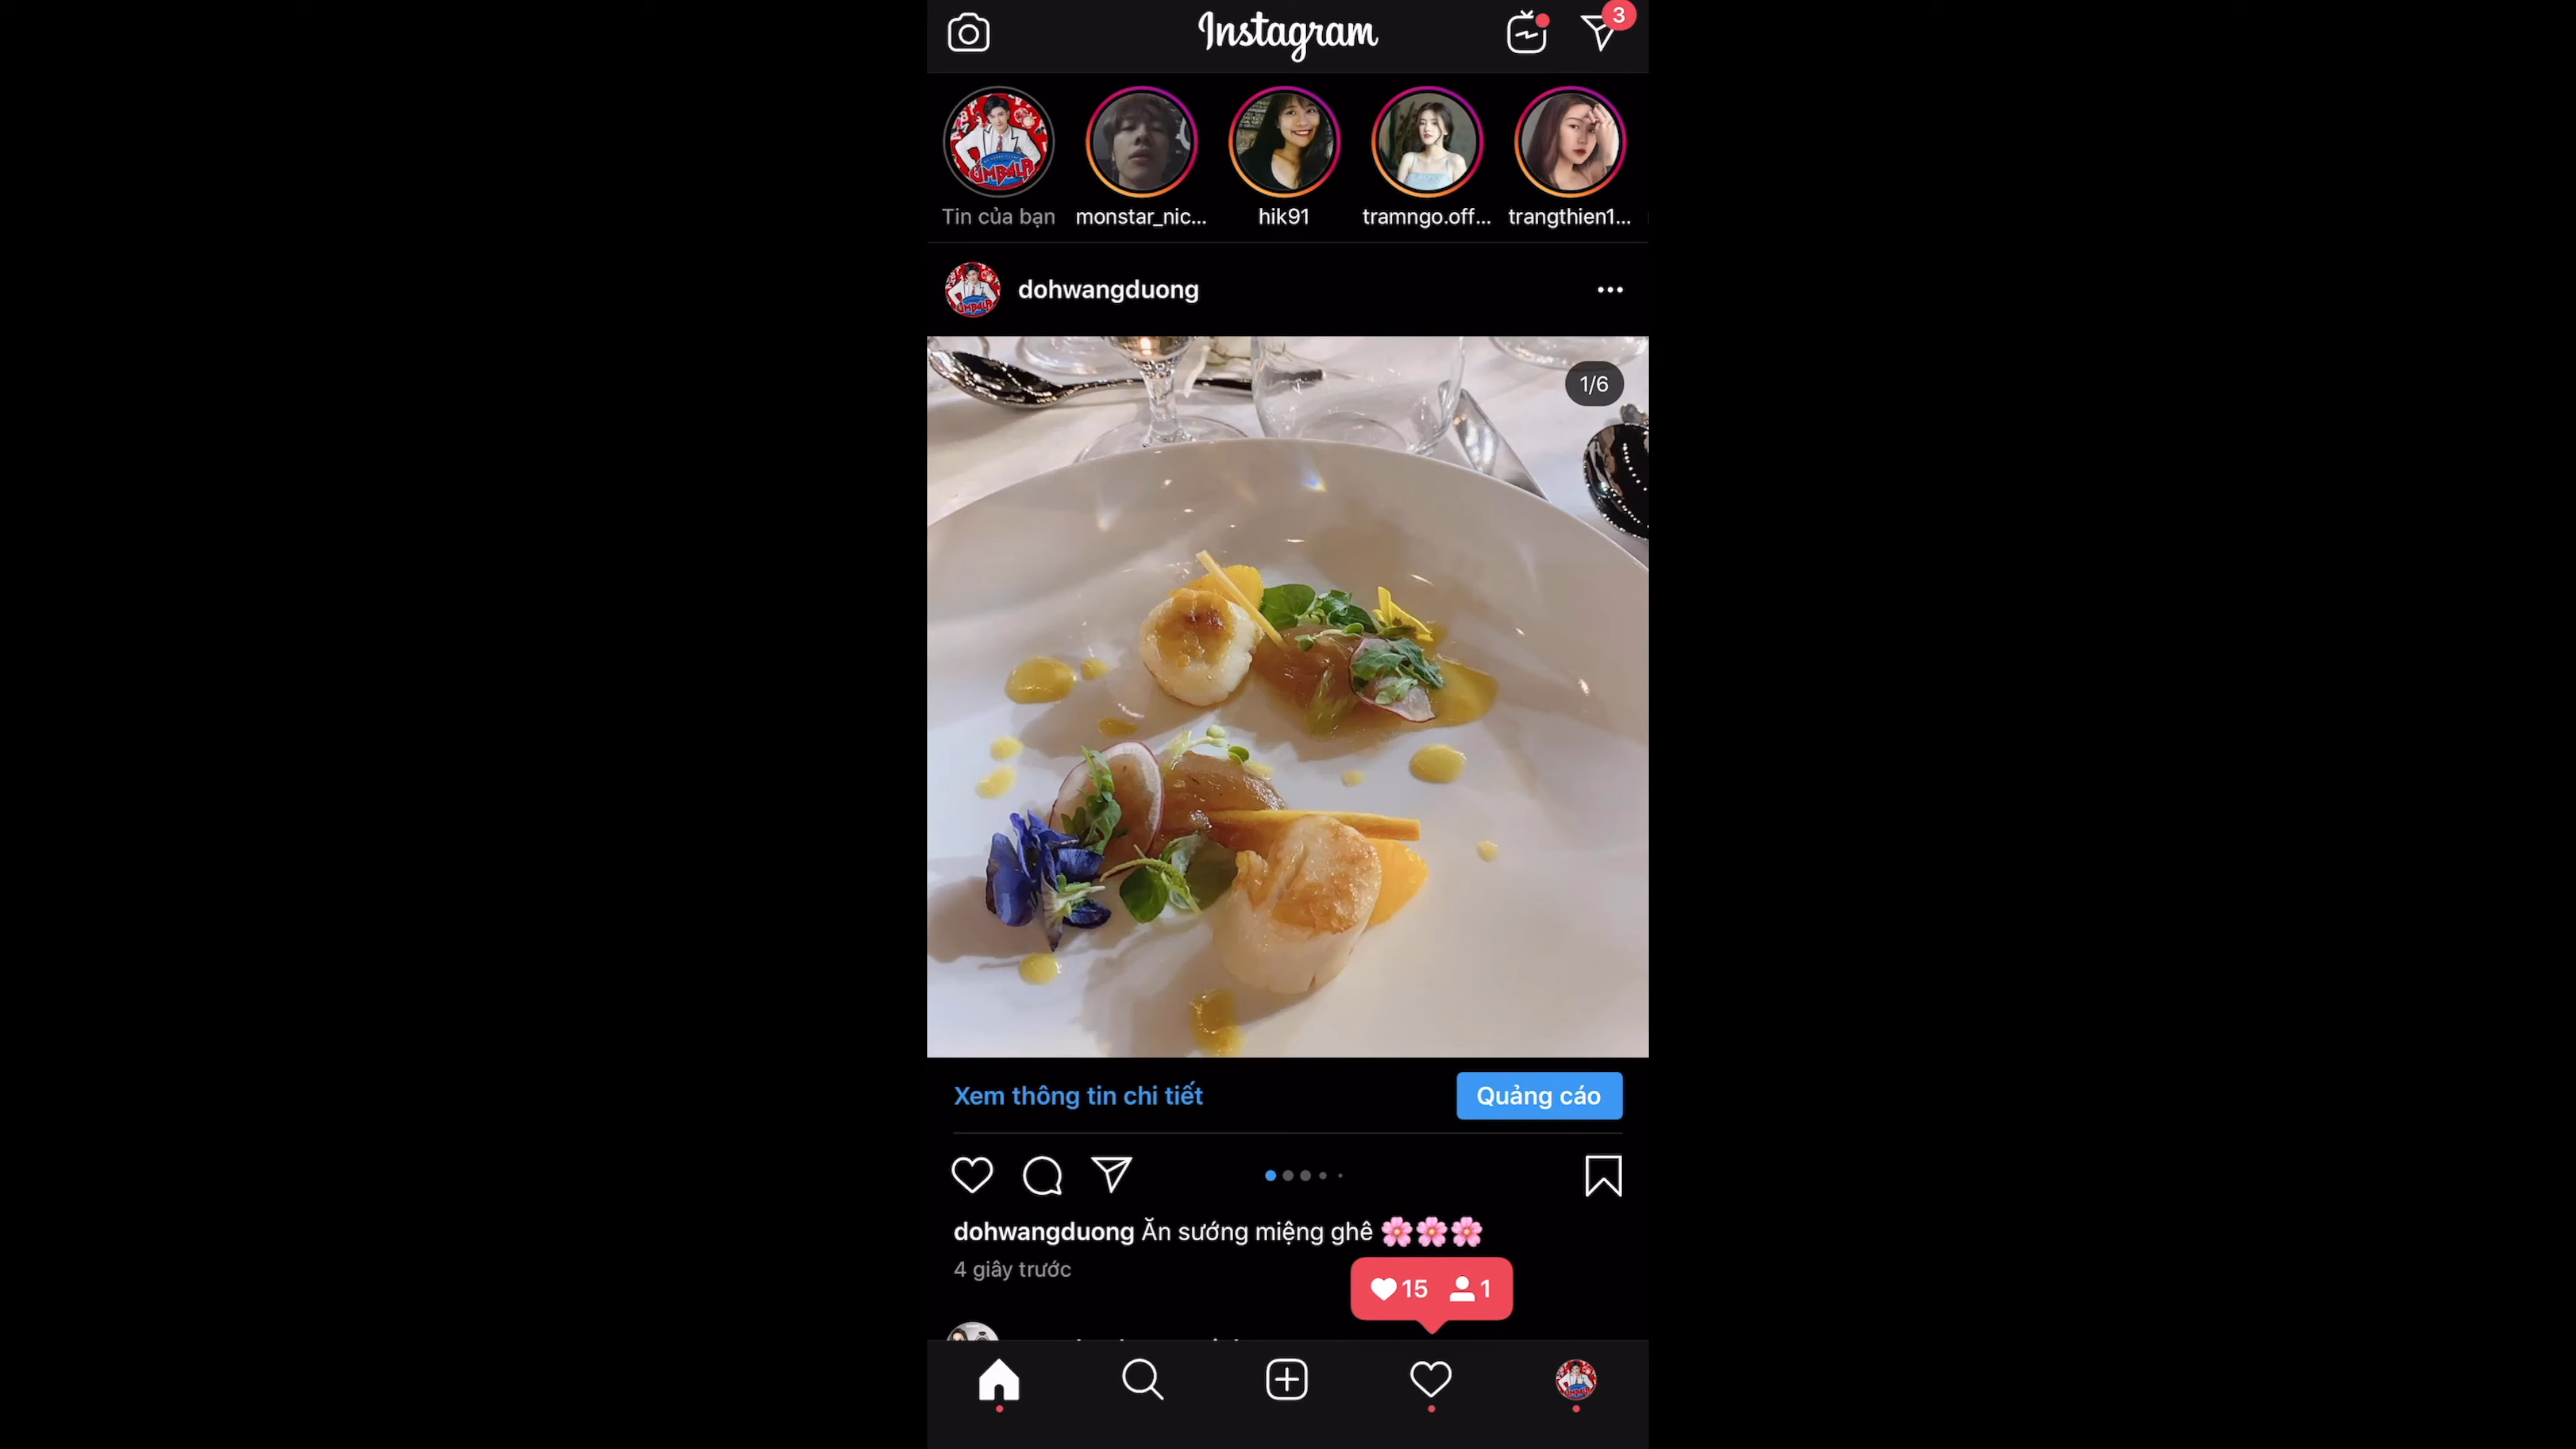 Instagram
3
Tin của bạn
monstar_nic...
hik91
tramngo.off...
trangthien1...
dohwangduong
1/6
Xem thông tin chi tiết
Quảng cáo
dohwangduong Ăn sướng miệng ghê 🌸🌸🌸
4 giây trước
15 1